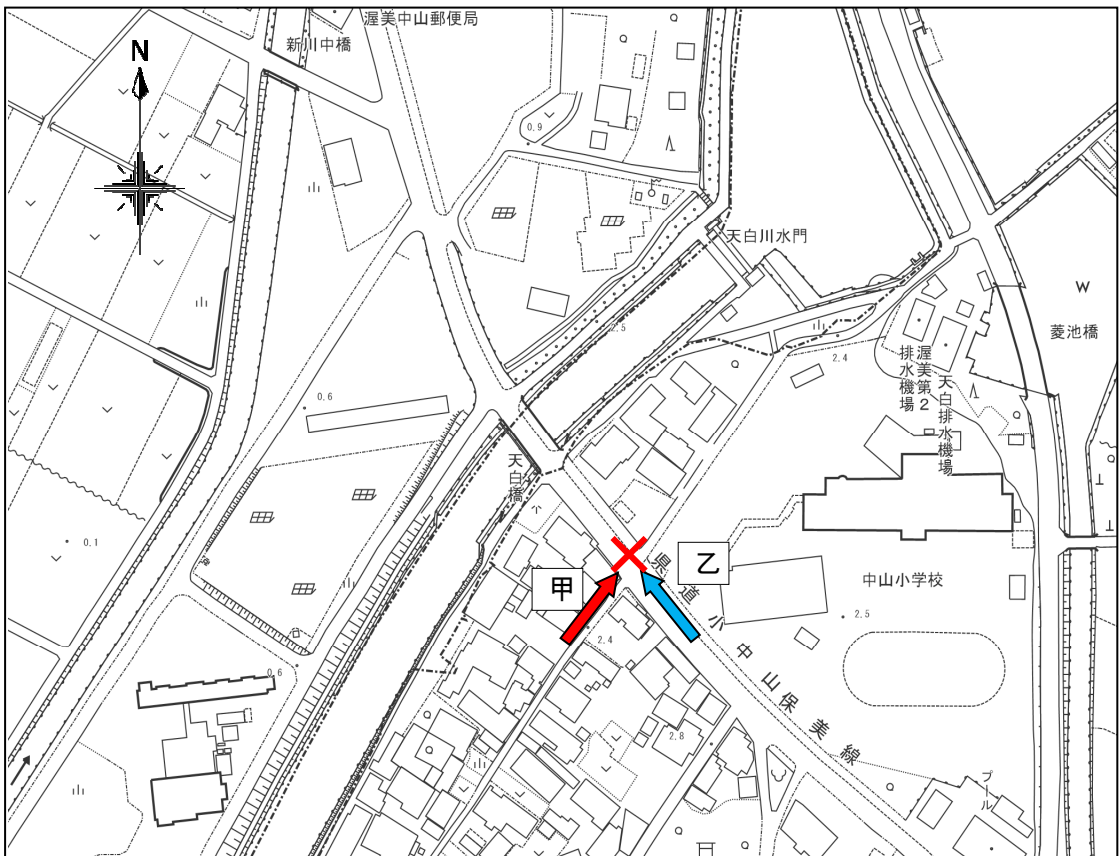 渥美中山郵便局
新川中橋
N
0.9
天白川水門
2.5
菱池橋
2.4
渥美第2
排水機場
天白排水機場
0.6
天白橋
0.1
甲
乙
県道小中山保美線
中山小学校
2.5
2.4
0.6
2.8
プール